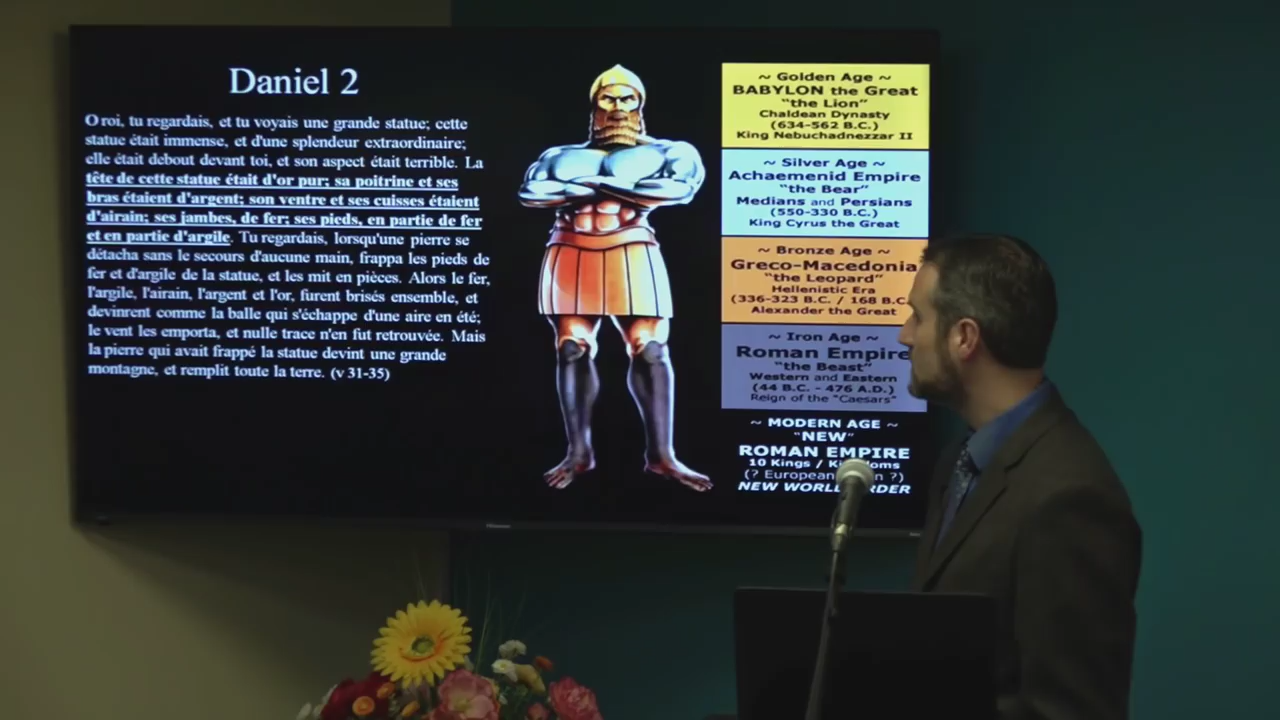 Daniel 2
O roi, tu regardais, et tu voyais une grande statue; cette
statue était immense, et d'une splendeur extraordinaire;
elle était debout devant toi, et son aspect était terrible. La
tête de cette statue était d'or pur; sa poitrine et ses
bras étaient d'argent; son ventre et ses cuisses étaient
d'airain; ses jambes, de fer; ses pieds, en partie de fer
et en partie d'argile. Tu regardais, lorsqu'une pierre se
détacha sans le secours d'aucune main, frappa les pieds de
fer et d'argile de la statue, et les mit en pièces. Alors le fer,
l'argile, l'airain, l'argent et l'or, furent brisés ensemble, et
devinrent comme la balle qui s'échappe d'une aire en été;
le vent les emporta, et nulle trace n'en fut retrouvée. Mais
la pierre qui avait frappé la statue devint une grande
montagne, et remplit toute la terre. (v 31-35)
~ Golden Age ~
BABYLON the Great
"the Lion"
Chaldean Dynasty
(634-562 B.C.)
King Nebuchadnezzar II
~ Silver Age ~
Achaemenid Empire
"the Bear"
Medians and Persians
(550-330 B.C.)
King Cyrus the Great
~ Bronze Age ~
Greco-Macedonia
"the Leopard"
Hellenistic Era
(336-323 B.C. / 168 B.C.
Alexander the Great
~ Iron Age ~
Roman Empire
"the Beast"
Western and Eastern
(44 B.C. - 476 A.D.)
Reign of the "Caesars"
~ MODERN AGE ~
"NEW"
ROMAN EMPIRE
10 Kings /
(? European ?)
NEW